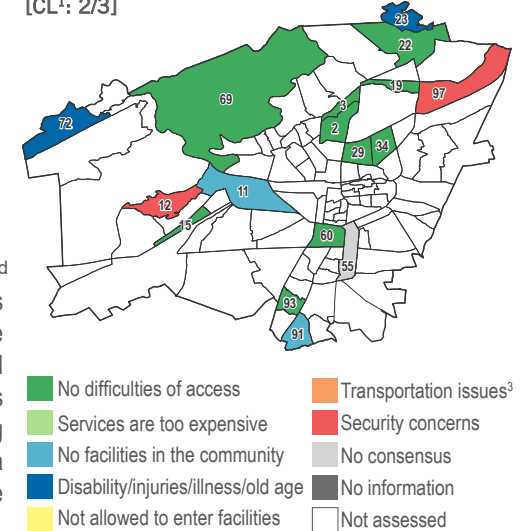 [CL¹: 2/3]
23
22
19
97
69
3
2
29
34
72
12
11
15
60
55
93
91
d
s
e
l
s
g
a
e
No difficulties of access
Services are too expensive
No facilities in the community
Disability/injuries/illness/old age
Not allowed to enter facilities
Transportation issues³
Security concerns
No consensus
No information
Not assessed